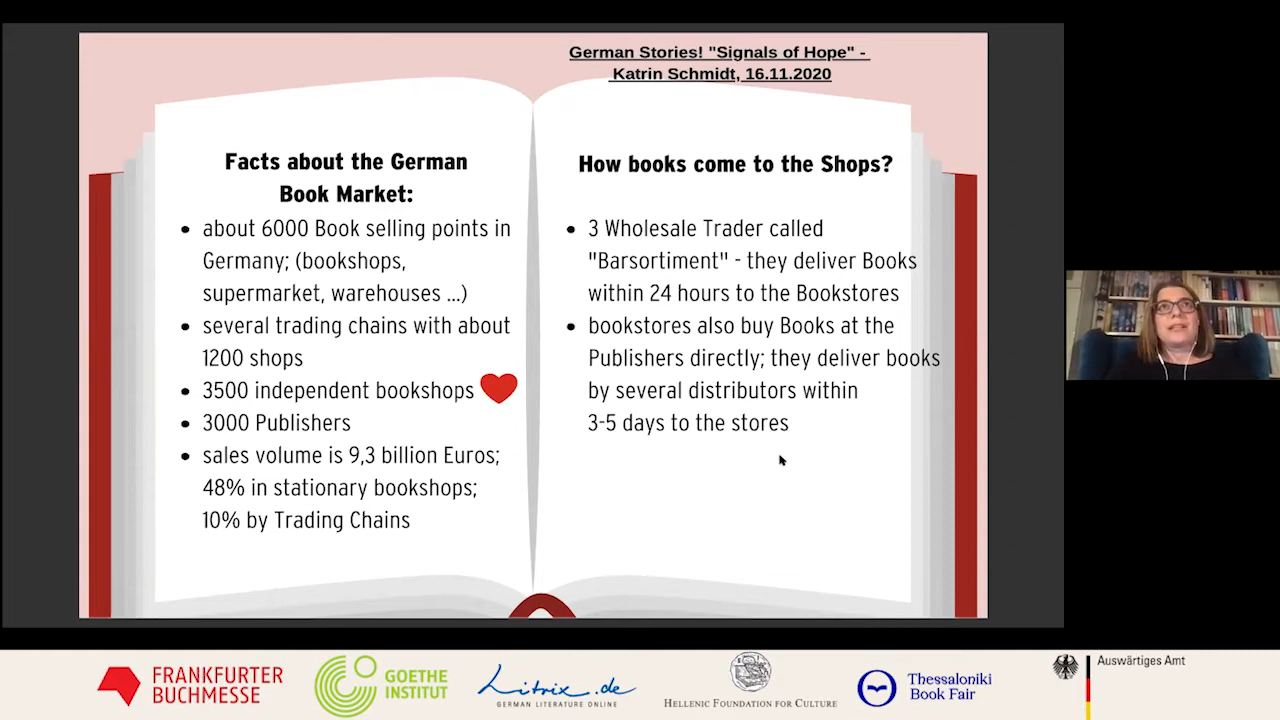 German Stories! "Signals of Hope" -
Katrin Schmidt, 16.11.2020
Facts about the German
Book Market:
• about 6000 Book selling points in
Germany; (bookshops,
supermarket, warehouses ...)
• several trading chains with about
1200 shops
• 3500 independent bookshops
• 3000 Publishers
• sales volume is 9,3 billion Euros;
48% in stationary bookshops;
10% by Trading Chains
How books come to the Shops?
• 3 Wholesale Trader called
"Barsortiment" - they deliver Books
within 24 hours to the Bookstores
• bookstores also buy Books at the
Publishers directly; they deliver books
by several distributors within
3-5 days to the stores
FRANKFURTER
BUCHMESSE
GOETHE
INSTITUT
Litrix.de
GERMAN LITERATURE ONLINE
HELLENIC FOUNDATION FOR CULTURE
Thessaloniki
Book Fair
Auswärtiges Amt